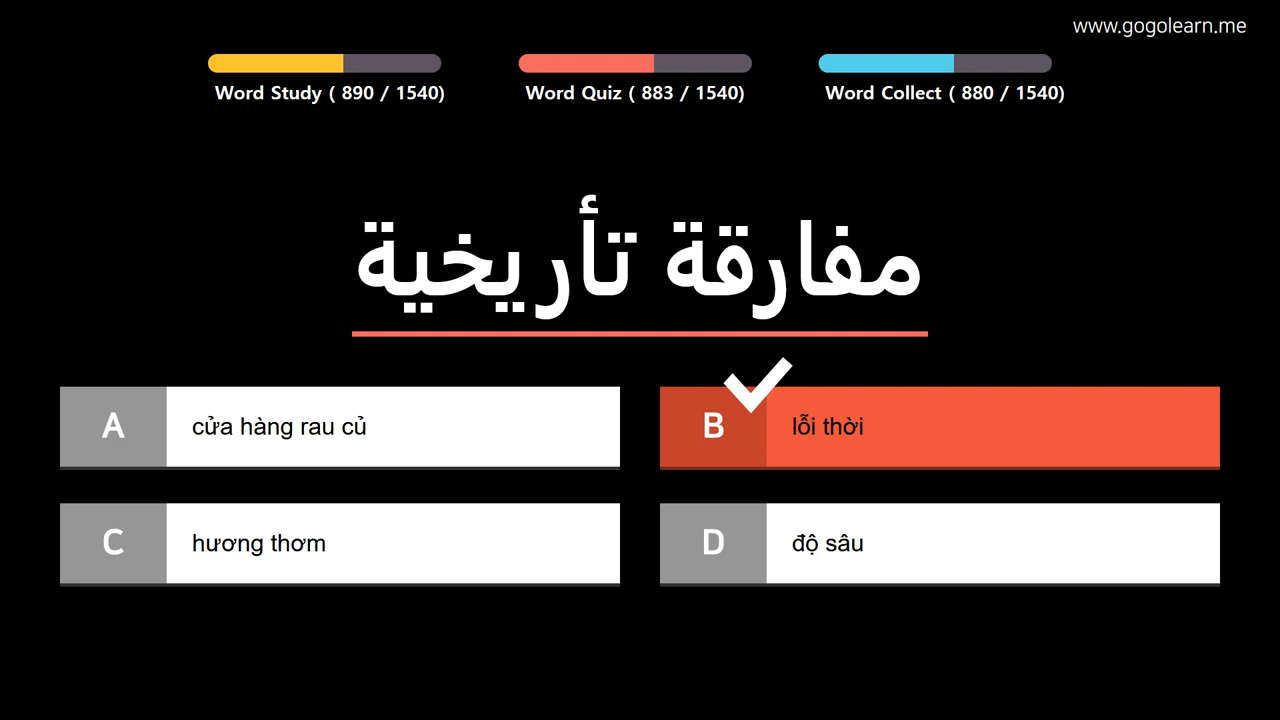 www.gogolearn.me
Word Study ( 890 / 1540)
Word Quiz ( 883 / 1540)
Word Collect ( 880 / 1540)
مفارقة تأريخية
A
cửa hàng rau củ
B
lỗi thời
C
hương thơm
D
độ sâu